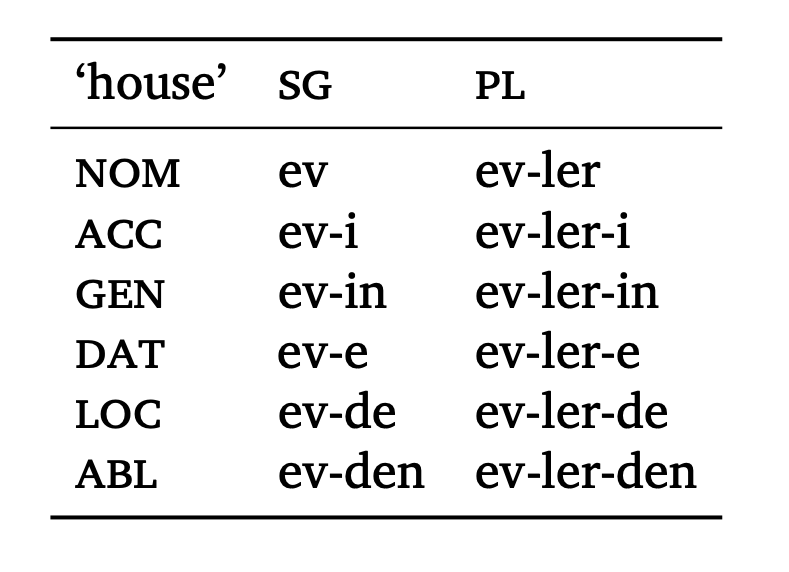 ‘house’ SG PL
NOM ev ev-ler
ACC ev-i ev-ler-i
GEN ev-in ev-ler-in
DAT ev-e ev-ler-e
LOC ev-de ev-ler-de
ABL ev-den ev-ler-den